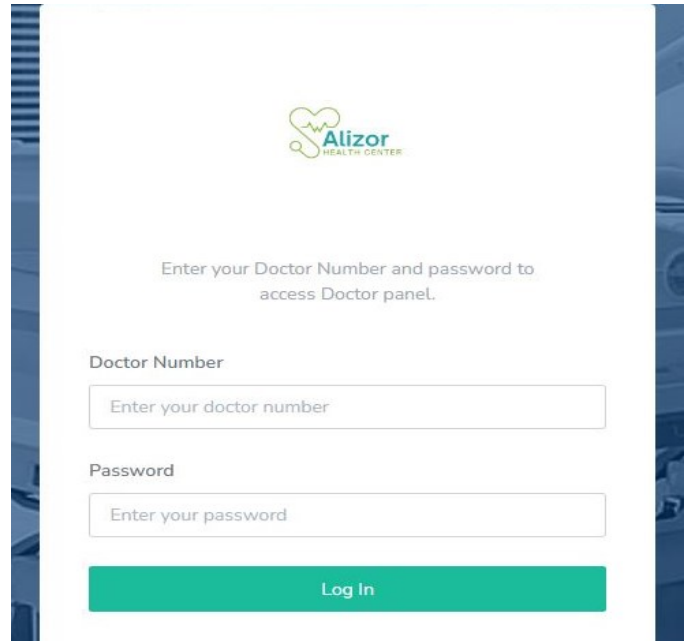 Alizor
HEALTH CENTER
Enter your Doctor Number and password to
access Doctor panel.
Doctor Number
Enter your doctor number
Password
Enter your password
Log In